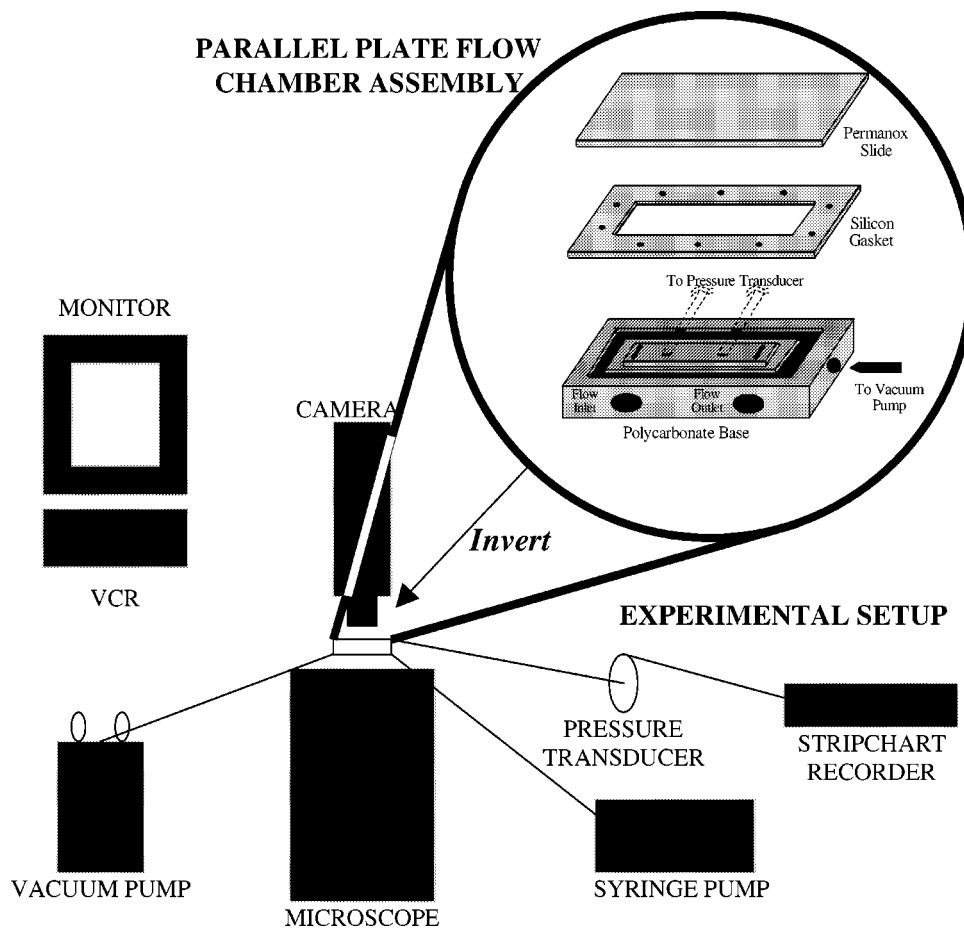 PARALLEL PLATE FLOW
CHAMBER ASSEMBLY
Permanox
Slide
Silicon
Gasket
To Pressure Transducer
Flow
Inlet
Flow
Outlet
To Vacuum
Pump
Polycarbonate Base
MONITOR
CAMERA
VCR
Invert
EXPERIMENTAL SETUP
PRESSURE
TRANSDUCER
STRIPCHART
RECORDER
VACUUM PUMP
MICROSCOPE
SYRINGE PUMP